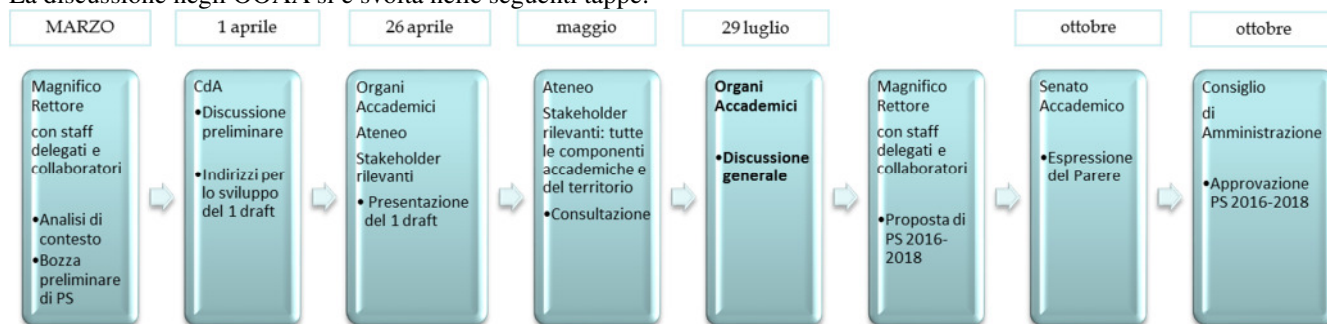 La discussione negli OOAA si è svolta nelle seguenti tappe:
MARZO
1 aprile
26 aprile
maggio
29 luglio
ottobre
ottobre
Magnifico
Rettore
con staff
delegati e
collaboratori
•Analisi di
contesto
•Bozza
preliminare
di PS
CdA
•Discussione
preliminare
•Indirizzi per
lo sviluppo
del 1 draft
Organi
Accademici
Ateneo
Stakeholder
rilevanti
• Presentazione
del 1 draft
Ateneo
Stakeholder
rilevanti: tutte
le componenti
accademiche e
del territorio
•Consultazione
Organi
Accademici
•Discussione
generale
Magnifico
Rettore
con staff
delegati e
collaboratori
•Proposta di
PS 2016-
2018
Senato
Accademico
•Espressione
del Parere
Consiglio
di
Amministrazione
•Approvazione
PS 2016-2018